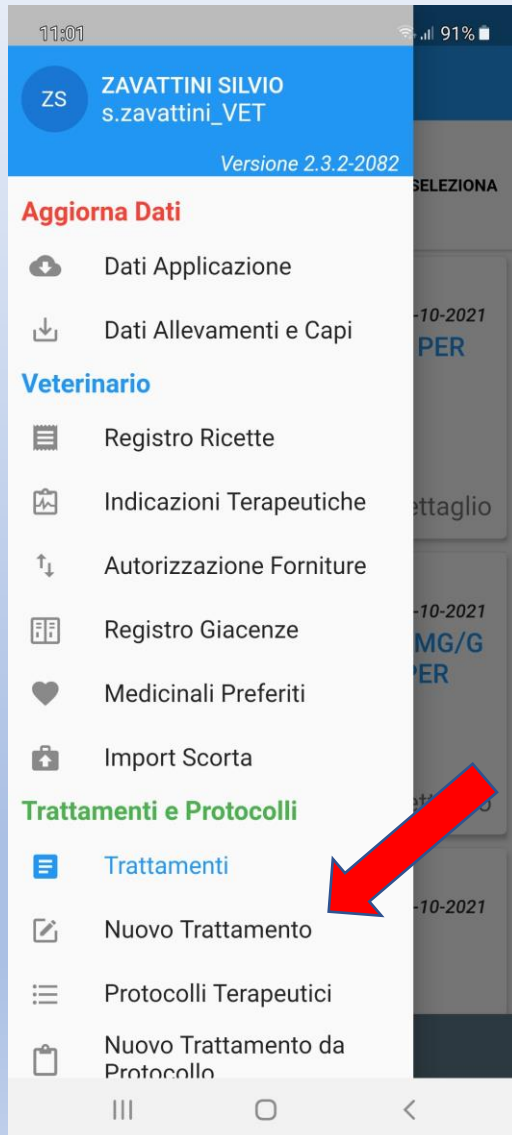 11:01
91%
ZS
ZAVATTINI SILVIO
s.zavattini_VET
Versione 2.3.2-2082
SELEZIONA
Aggiorna Dati
Dati Applicazione
Dati Allevamenti e Capi
-10-2021
PER
Veterinario
Registro Ricette
Indicazioni Terapeutiche
ettaglio
Autorizzazione Forniture
Registro Giacenze
-10-2021
MG/G
PER
Medicinali Preferiti
Import Scorta
Trattamenti e Protocolli
Trattamenti
Nuovo Trattamento
-10-2021
Protocolli Terapeutici
Nuovo Trattamento da
Protocollo